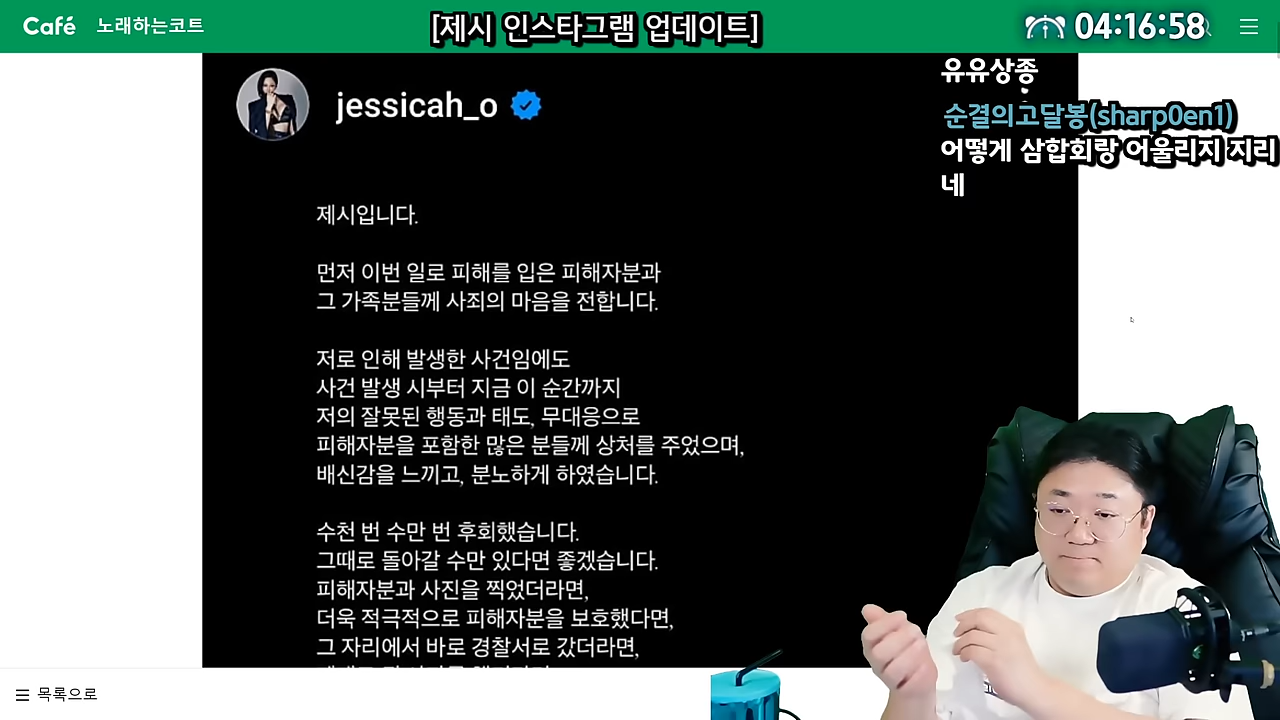 Café 노래하는코트
[제시 인스타그램 업데이트]
04:16:58
jessicah_o
유유상종
순결의고달봉(sharp0en1)
어떻게 삼합회랑 어울리지 지리
네
제시입니다.
먼저 이번 일로 피해를 입은 피해자분과
그 가족분들께 사죄의 마음을 전합니다.
저로 인해 발생한 사건임에도
사건 발생 시부터 지금 이 순간까지
저의 잘못된 행동과 태도, 무대응으로
피해자분을 포함한 많은 분들께 상처를 주었으며,
배신감을 느끼고, 분노하게 하였습니다.
수천 번 수만 번 후회했습니다.
그때로 돌아갈 수만 있다면 좋겠습니다.
피해자분과 사진을 찍었더라면,
더욱 적극적으로 피해자분을 보호했다면,
그 자리에서 바로 경찰서로 갔더라면,
목록으로